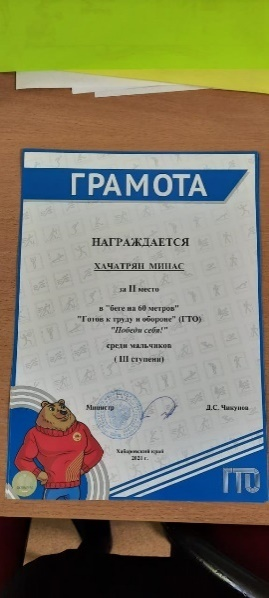 ГРАМОТА
НАГРАЖДАЕТСЯ
ХАЧАТРЯН МИНАС
за II место
в "беге на 60 метров"
"Готов к труду и обороне" (ГТО)
"Победи себя!"
среди мальчиков
( III ступени)
Министр Д.С. Чикунов
Хабаровский край
2021 г.
ГТО